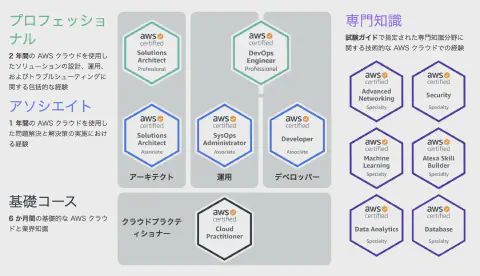 プロフェッショ
ナル
2 年間の AWS クラウドを使用し
たソリューションの設計、運用、
およびトラブルシューティングに
関する包括的な経験
アソシエイト
1 年間の AWS クラウドを使用し
た問題解決と解決策の実施におけ
る経験
基礎コース
6 か月間の基礎的な AWS クラウ
ドと業界知識
aws
certified
Solutions
Architect
Professional
aws
certified
DevOps
Engineer
Professional
aws
certified
Solutions
Architect
Associate
aws
certified
SysOps
Administrator
Associate
aws
certified
Developer
Associate
アーキテクト
運用
デベロッパー
クラウドプラクティ
ショナー
aws
certified
Cloud
Practitioner
専門知識
試験ガイドで指定された専門知識分野に
関する技術的な AWS クラウドでの経験
aws
certified
Advanced
Networking
Specialty
aws
certified
Security
Specialty
aws
certified
Machine
Learning
Specialty
aws
certified
Alexa Skill
Builder
Specialty
aws
certified
Data Analytics
Specialty
aws
certified
Database
Specialty